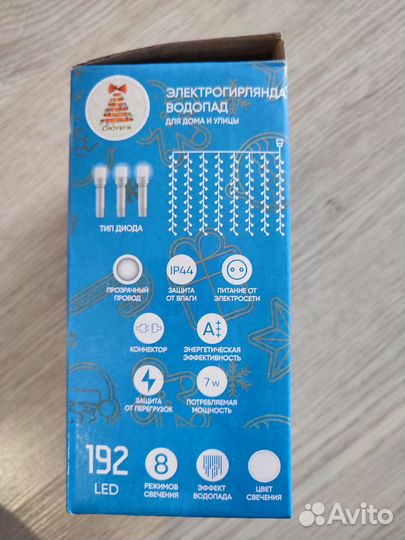 ЭЛЕКТРОГИРЛЯНДА
ВОДОПАД
ДЛЯ ДОМА И УЛИЦЫ
ТИП ДИОДА
ПРОЗРАЧНЫЙ
ПРОВОД
IP44
ЗАЩИТА
ОТ ВЛАГИ
ПИТАНИЕ ОТ
ЭЛЕКТРОСЕТИ
КОННЕКТОР
A++
ЭНЕРГЕТИЧЕСКАЯ
ЭФФЕКТИВНОСТЬ
ЗАЩИТА
ОТ ПЕРЕГРУЗОК
7 W
ПОТРЕБЛЯЕМАЯ
МОЩНОСТЬ
192
LED
8
РЕЖИМОВ
СВЕЧЕНИЯ
ЭФФЕКТ
ВОДОПАДА
ЦВЕТ
СВЕЧЕНИЯ
Avito